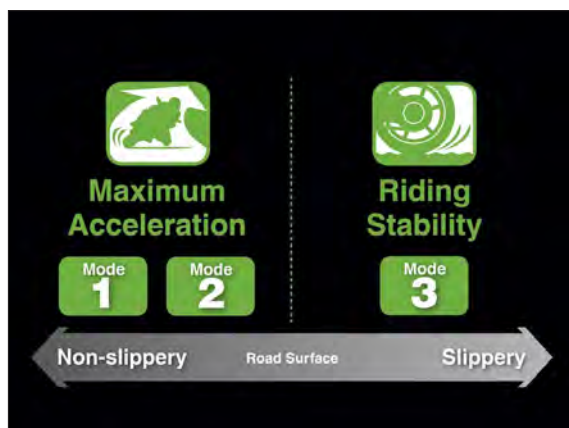 Maximum
Acceleration
Mode
1
Mode
2
Riding
Stability
Mode
3
Non-slippery
Road Surface
Slippery